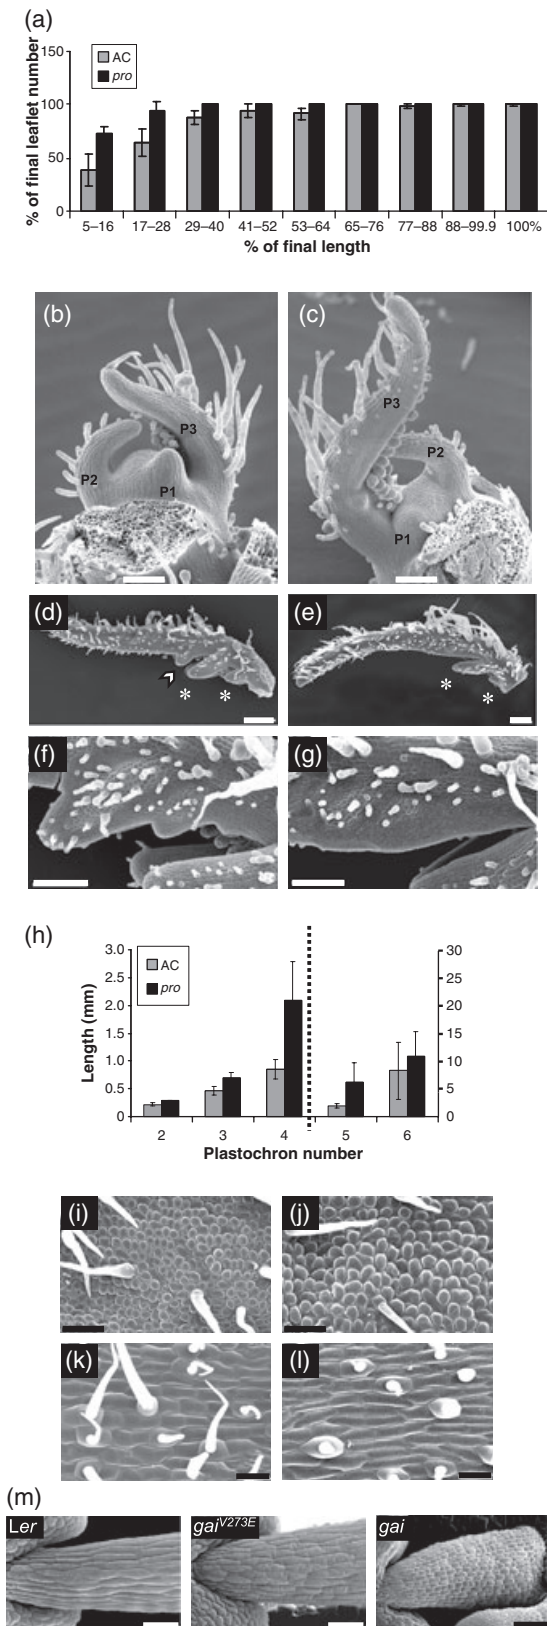 (a)
% of final leaflet number
150
100
50
0
AC
pro
5–16 17–28 29–40 41–52 53–64 65–76 77–88 88–99.9 100%
% of final length
(b)
P3
P2
P1
(c)
P3
P2
P1
(d)
*
*
(e)
*
*
(f)
(g)
(h)
Length (mm)
3.0
2.5
2.0
1.5
1.0
0.5
0
AC
pro
30
25
20
15
10
5
0
2 3 4 5 6
Plastochron number
(i)
(j)
(k)
(l)
(m)
Ler
gaiV273E
gai